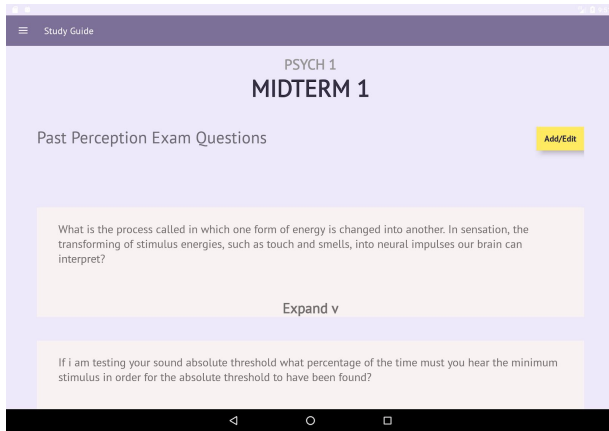 Study Guide
PSYCH 1
MIDTERM 1
Past Perception Exam Questions
Add/Edit
What is the process called in which one form of energy is changed into another. In sensation, the
transforming of stimulus energies, such as touch and smells, into neural impulses our brain can
interpret?
Expand v
If i am testing your sound absolute threshold what percentage of the time must you hear the minimum
stimulus in order for the absolute threshold to have been found?